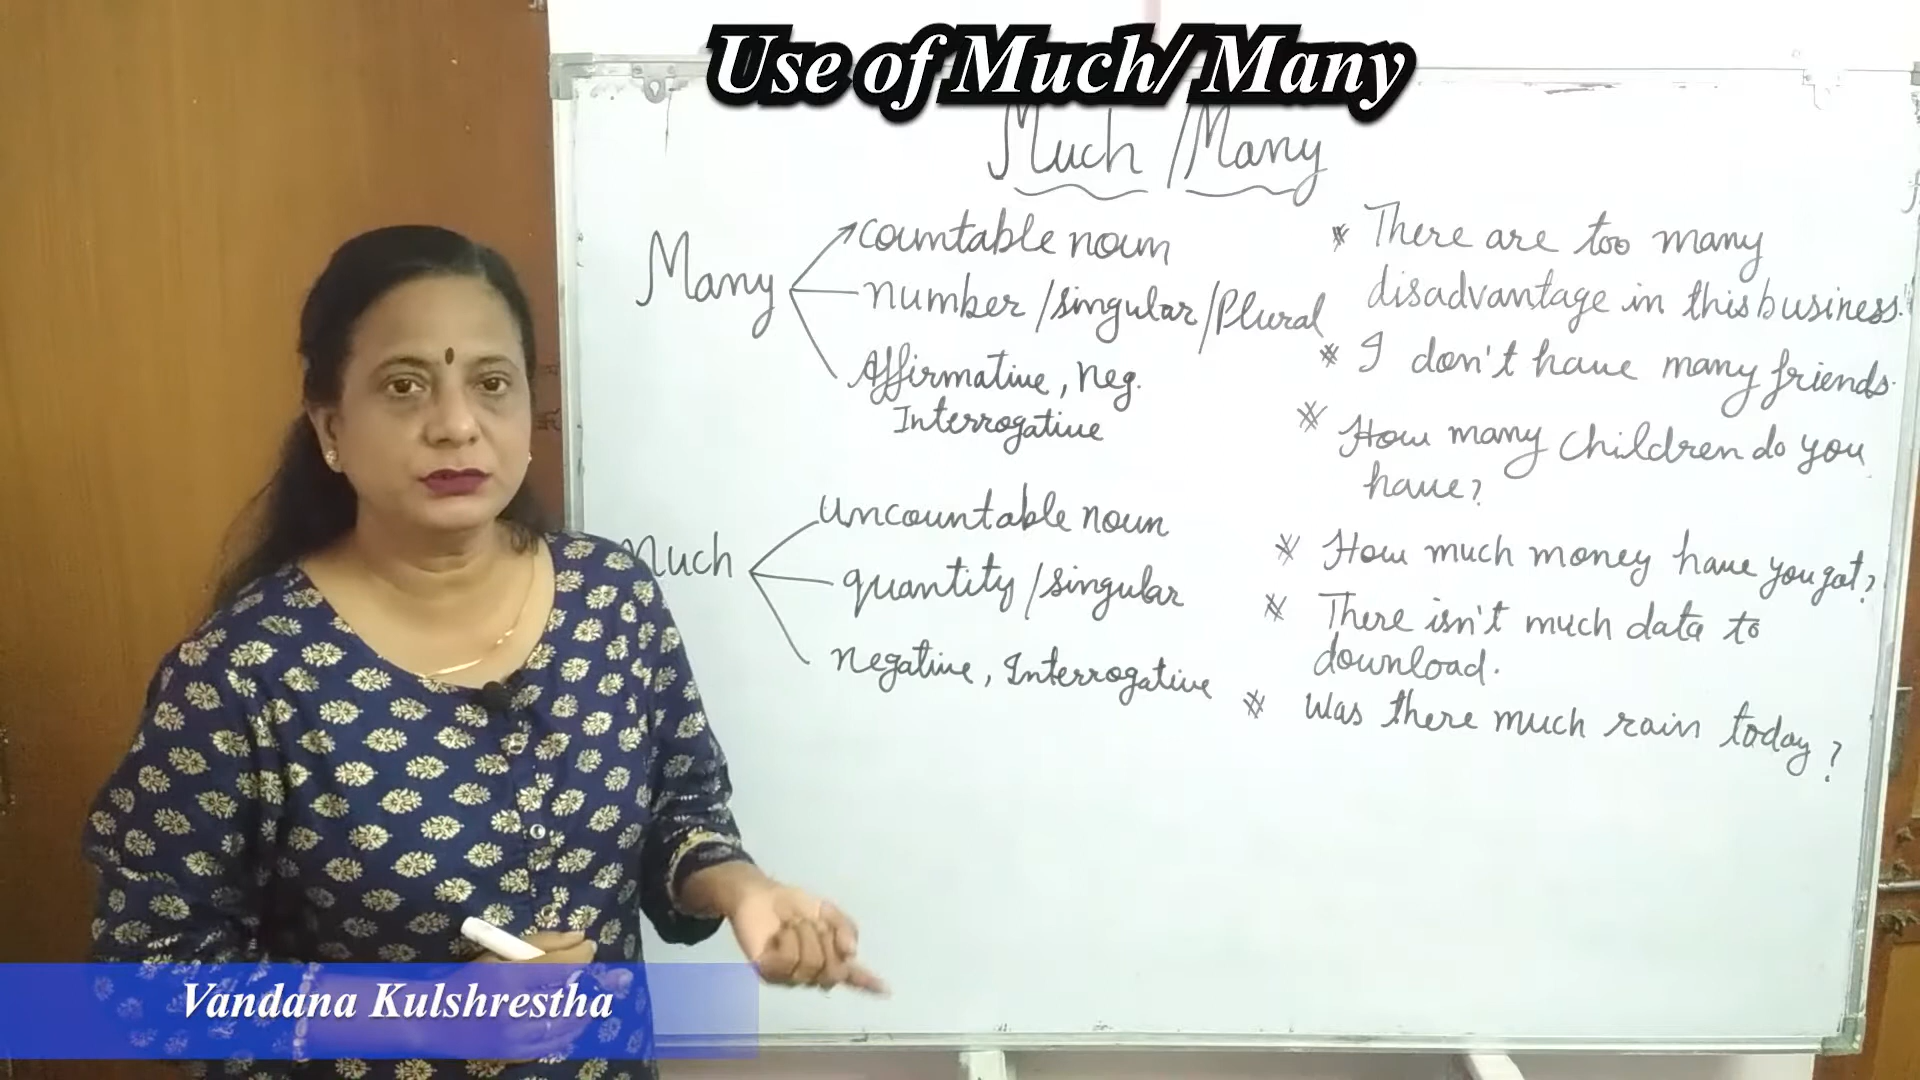 Use of Much/ Many
Much / Many
Many
countable noun
number / singular / Plural
Affirmative, neg.
Interrogative
Much
uncountable noun
quantity / singular
negative, Interrogative
* There are too many
disadvantage in this business.
* I don't have many friends.
* How many children do you
have?
* How much money have you got?
* There isn't much data to
download.
* Was there much rain today?
Vandana Kulshrestha